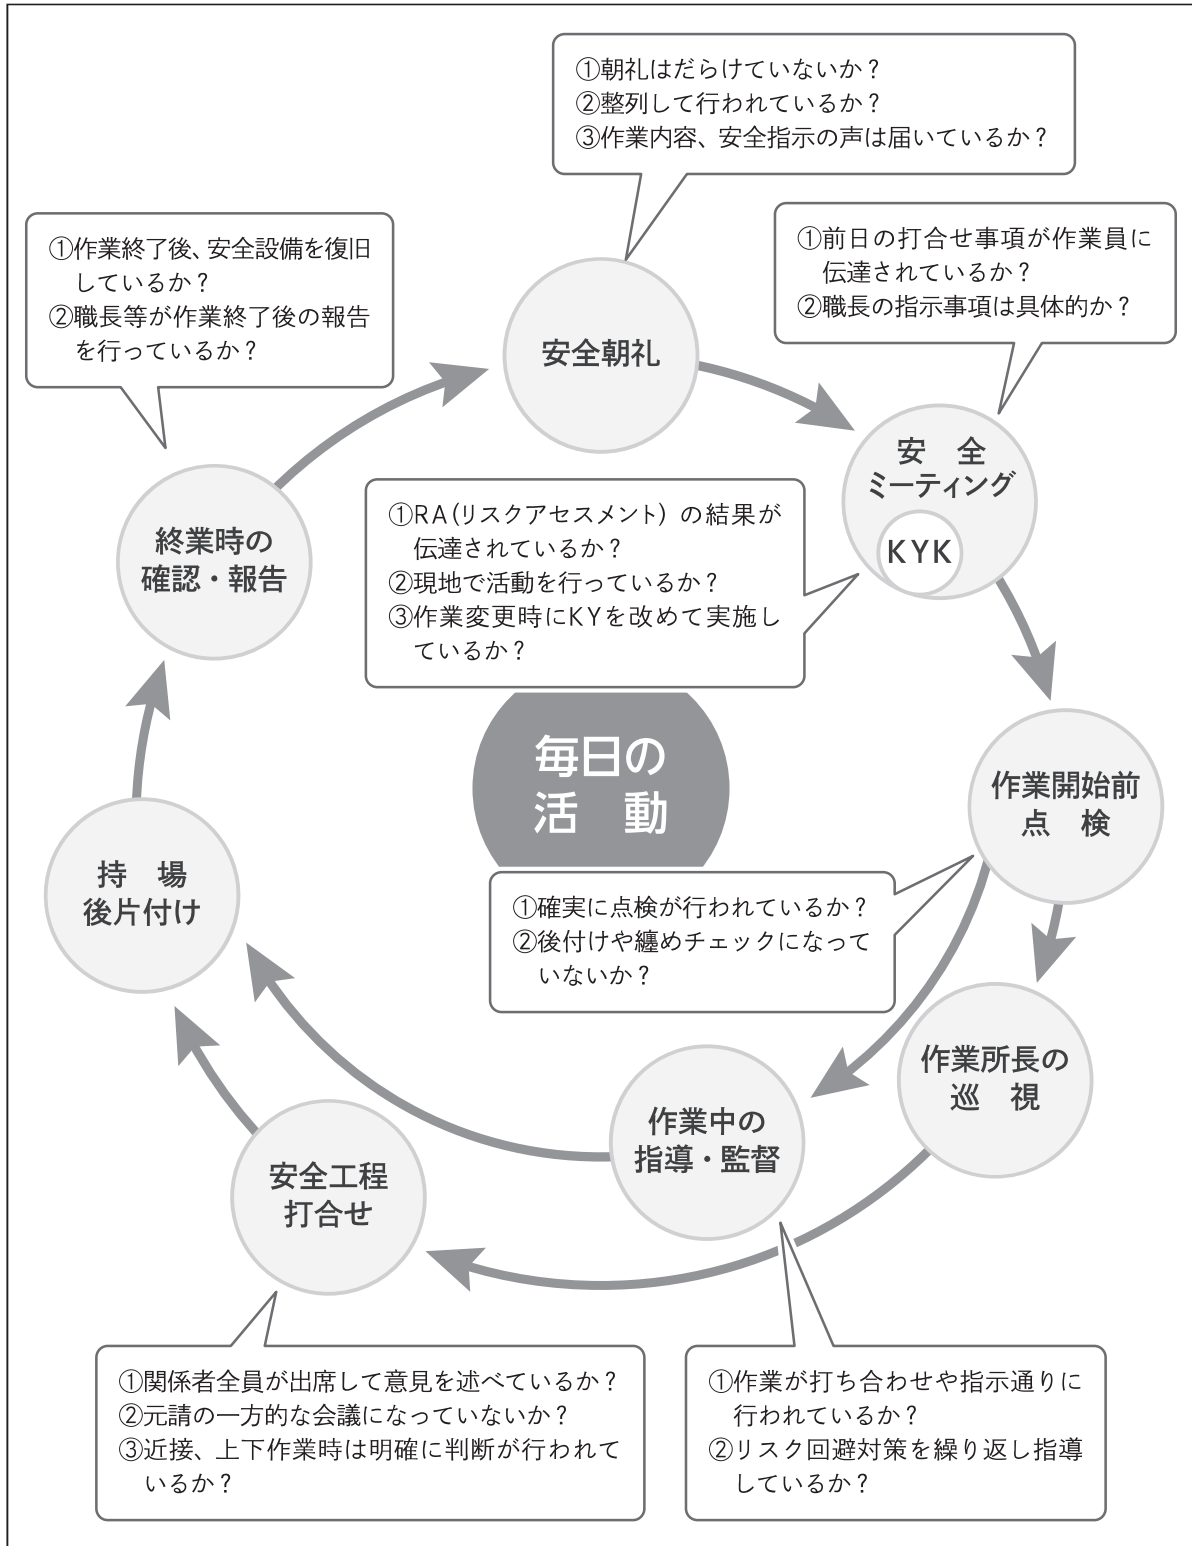 ①朝礼はだらけていないか？
②整列して行われているか？
③作業内容、安全指示の声は届いているか？
安全朝礼
①前日の打合せ事項が作業員に
伝達されているか？
②職長の指示事項は具体的か？
安　全
ミーティング
KYK
①RA(リスクアセスメント) の結果が
伝達されているか？
②現地で活動を行っているか？
③作業変更時にKYを改めて実施し
ているか？
毎日の
活　動
作業開始前
点　検
①確実に点検が行われているか？
②後付けや纏めチェックになって
いないか？
作業所長の
巡　視
作業中の
指導・監督
①作業が打ち合わせや指示通りに
行われているか？
②リスク回避対策を繰り返し指導
しているか？
安全工程
打合せ
①関係者全員が出席して意見を述べているか？
②元請の一方的な会議になっていないか？
③近接、上下作業時は明確に判断が行われて
いるか？
持　場
後片付け
終業時の
確認・報告
①作業終了後、安全設備を復旧
しているか？
②職長等が作業終了後の報告
を行っているか？